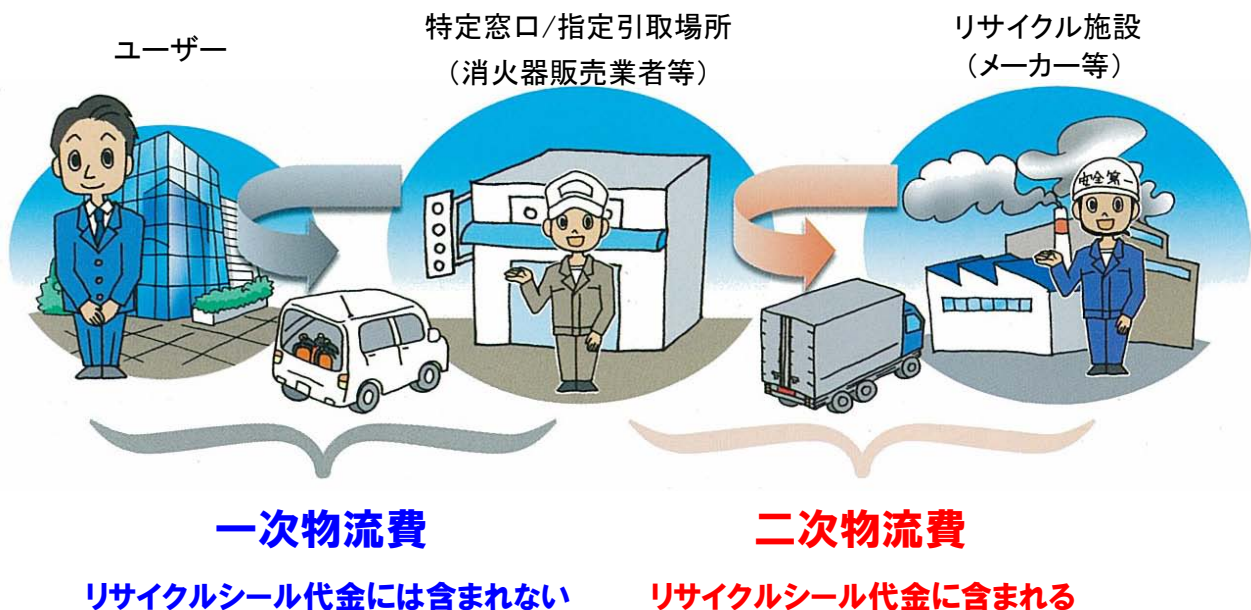 ユーザー
特定窓口/指定引取場所
（消火器販売業者等）
リサイクル施設
（メーカー等）
安全第一
一次物流費
二次物流費
リサイクルシール代金には含まれない
リサイクルシール代金に含まれる